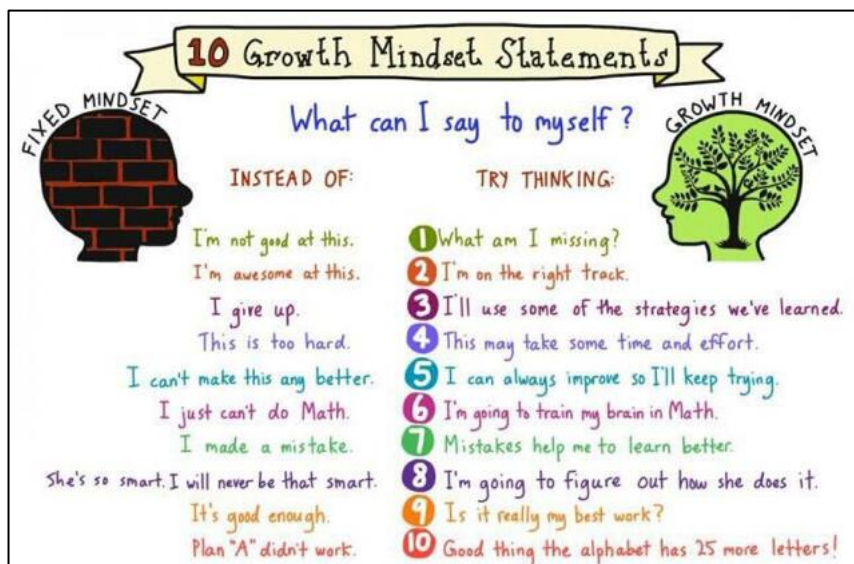 10 Growth Mindset Statements
FIXED MINDSET
What can I say to myself?
GROWTH MINDSET
INSTEAD OF: TRY THINKING:
I'm not good at this. 1 What am I missing?
I'm awesome at this. 2 I'm on the right track.
I give up. 3 I'll use some of the strategies we've learned.
This is too hard. 4 This may take some time and effort.
I can't make this any better. 5 I can always improve so I'll keep trying.
I just can't do Math. 6 I'm going to train my brain in Math.
I made a mistake. 7 Mistakes help me to learn better.
She's so smart. I will never be that smart. 8 I'm going to figure out how she does it.
It's good enough. 9 Is it really my best work?
Plan "A" didn't work. 10 Good thing the alphabet has 25 more letters!